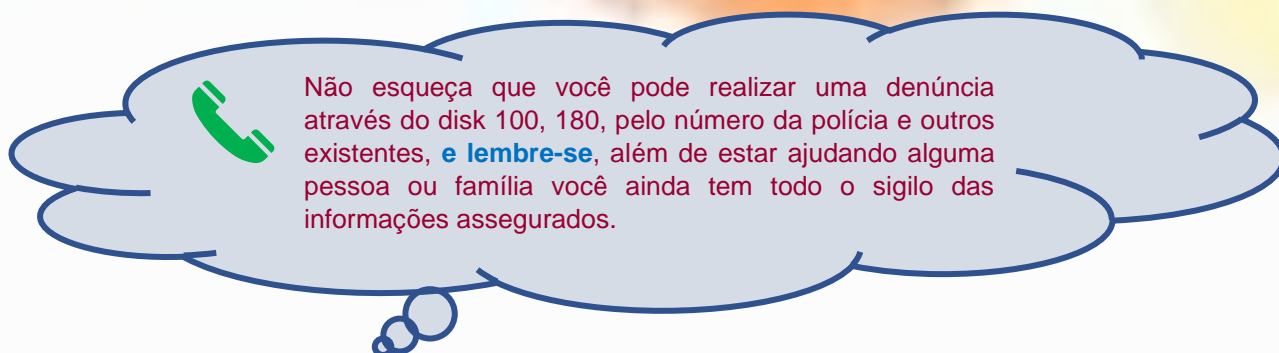 Não esqueça que você pode realizar uma denúncia
através do disk 100, 180, pelo número da polícia e outros
existentes, e lembre-se, além de estar ajudando alguma
pessoa ou família você ainda tem todo o sigilo das
informações assegurados.